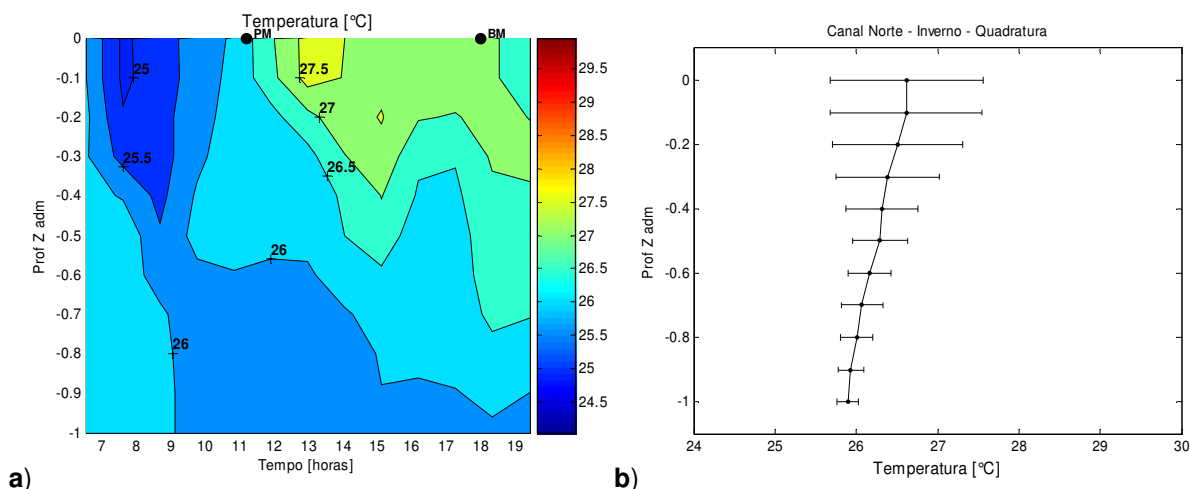 Temperatura [°C]
PM
BM
0
-0.1
-0.2
-0.3
-0.4
-0.5
-0.6
-0.7
-0.8
-0.9
-1
Prof Z adm
25
27.5
27
25.5
26.5
26
26
7 8 9 10 11 12 13 14 15 16 17 18 19
Tempo [horas]
29.5
29
28.5
28
27.5
27
26.5
26
25.5
25
24.5
a)
Canal Norte - Inverno - Quadratura
0
-0.2
-0.4
-0.6
-0.8
-1
Prof Z adm
24 25 26 27 28 29 30
Temperatura [°C]
b)